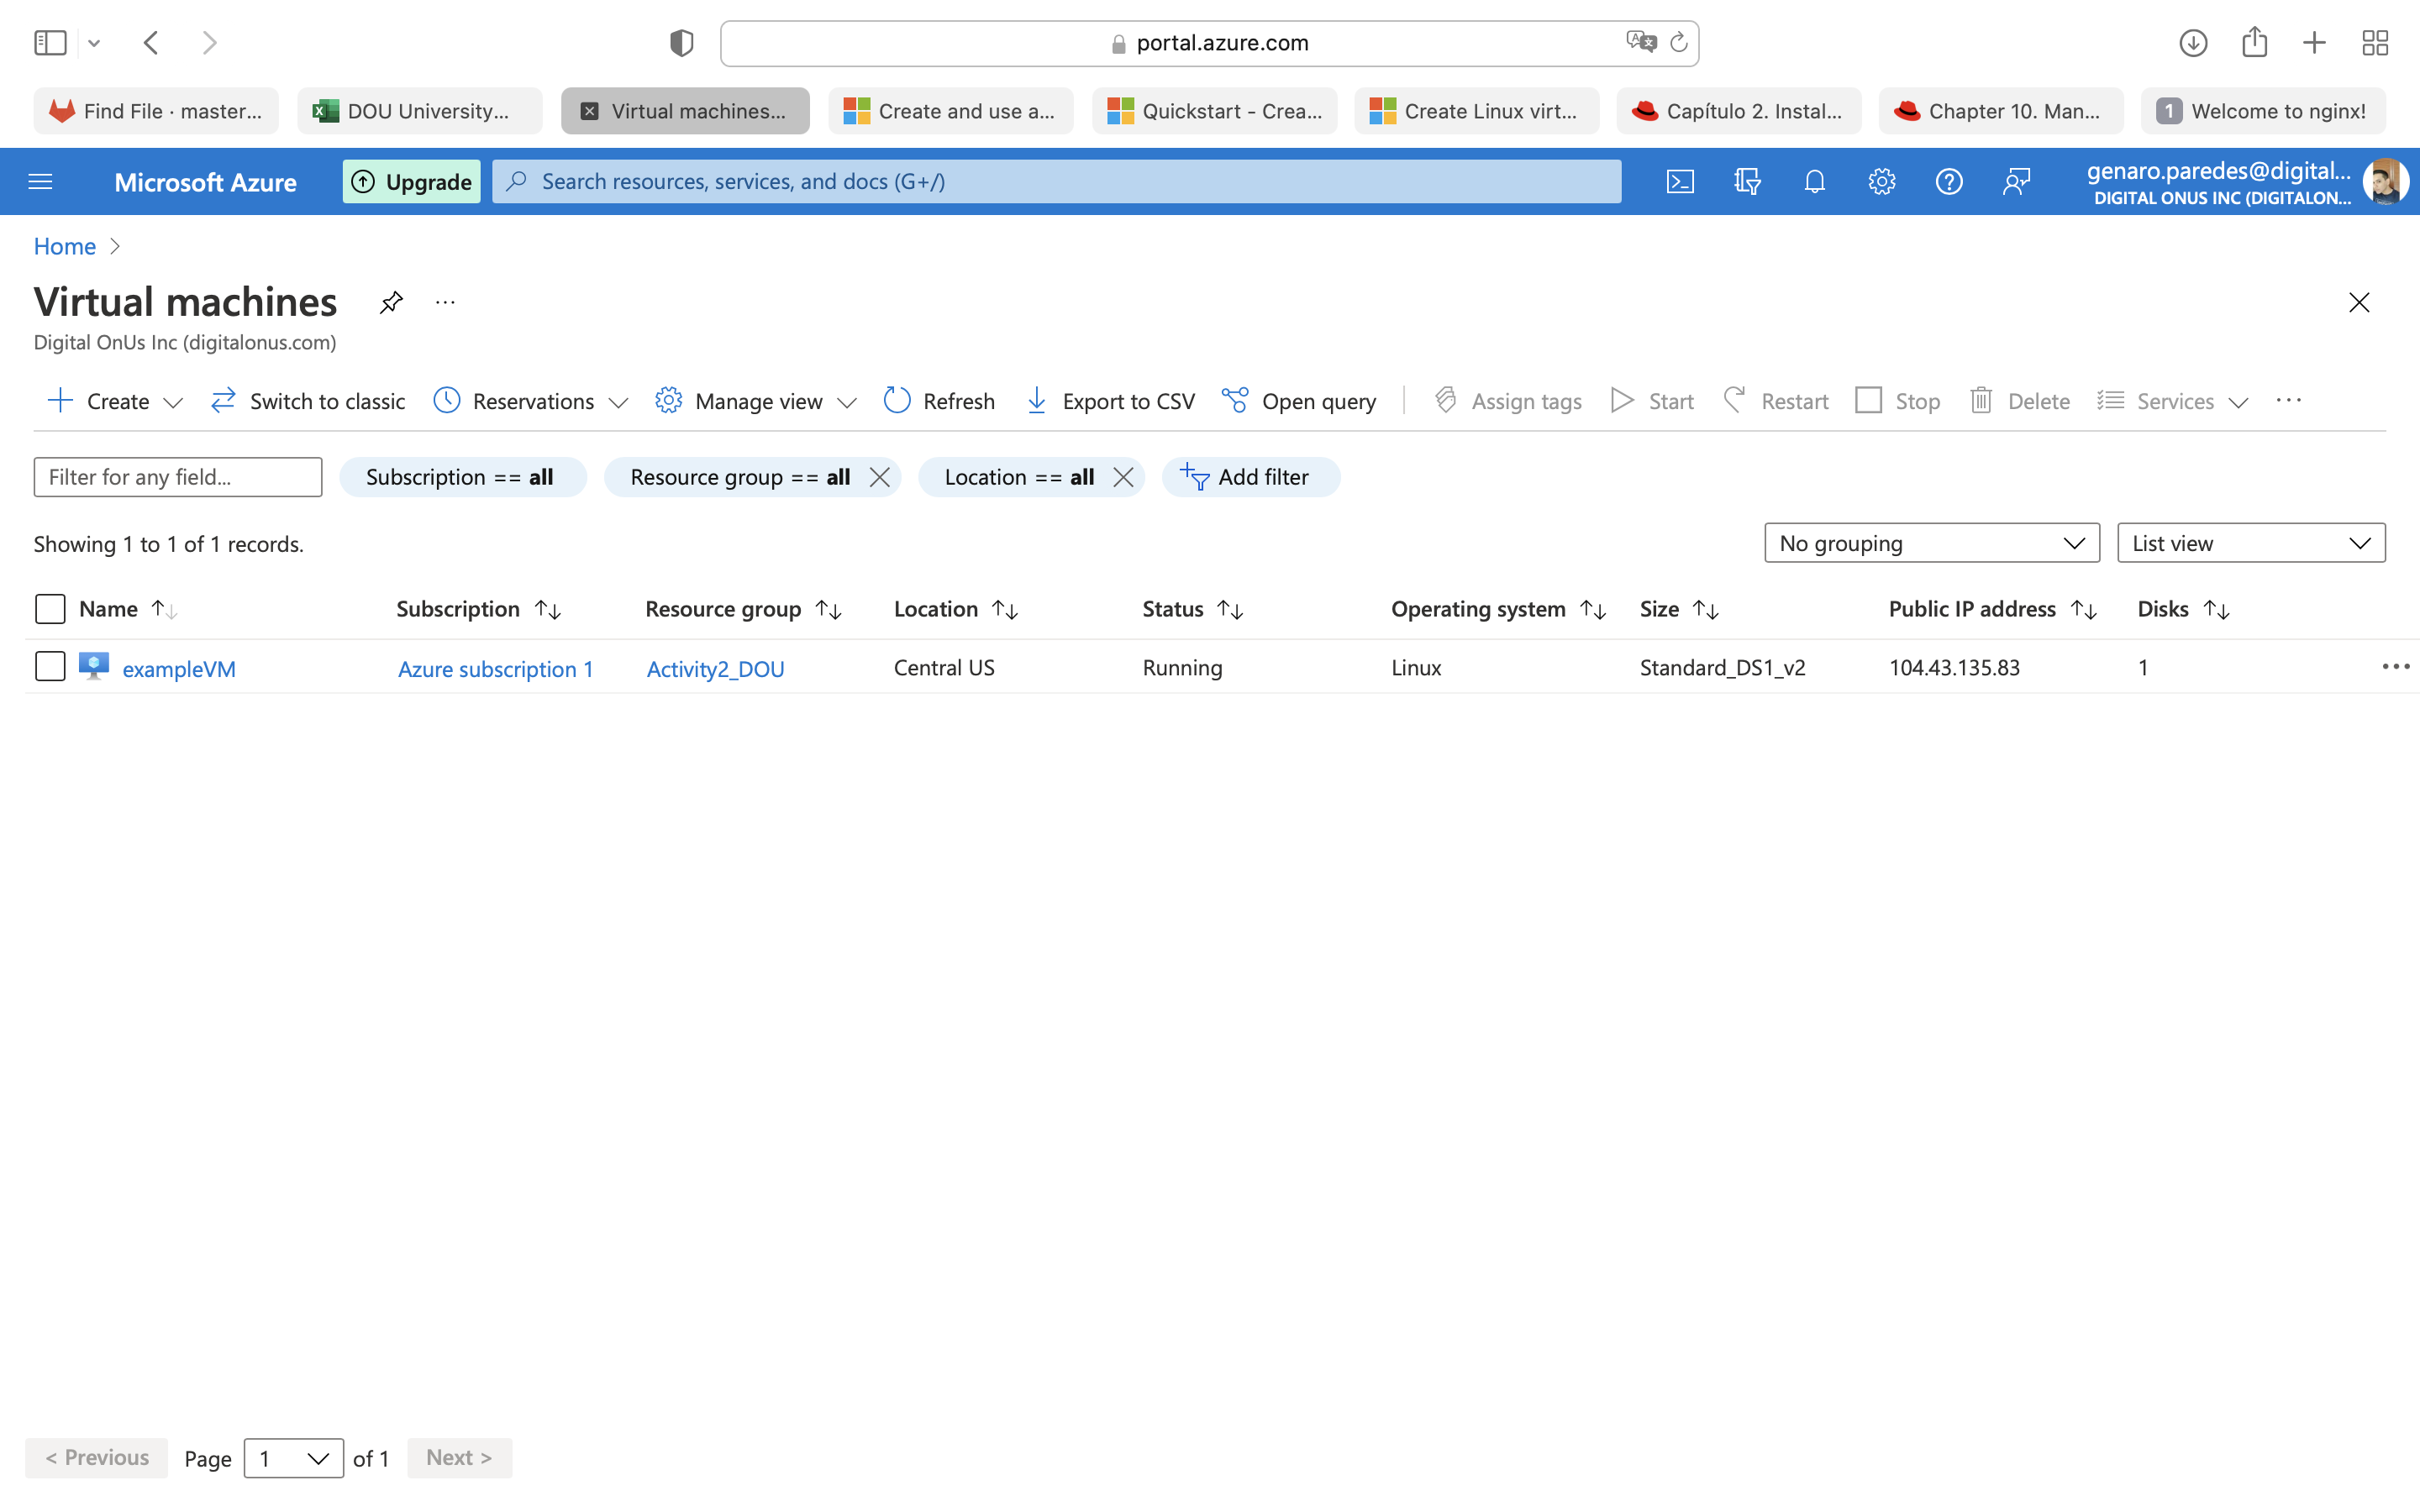 portal.azure.com
Find File · master...
DOU University...
Virtual machines...
Create and use a...
Quickstart - Crea...
Create Linux virt...
Capítulo 2. Instal...
Chapter 10. Man...
1 Welcome to nginx!
Microsoft Azure
Upgrade
Search resources, services, and docs (G+/)
genaro.paredes@digital...
DIGITAL ONUS INC (DIGITALON...
Home
Virtual machines
Digital OnUs Inc (digitalonus.com)
Create
Switch to classic
Reservations
Manage view
Refresh
Export to CSV
Open query
Assign tags
Start
Restart
Stop
Delete
Services
Filter for any field...
Subscription == all
Resource group == all
Location == all
Add filter
Showing 1 to 1 of 1 records.
No grouping
List view
Name Subscription Resource group Location Status Operating system Size Public IP address Disks
exampleVM Azure subscription 1 Activity2_DOU Central US Running Linux Standard_DS1_v2 104.43.135.83 1
< Previous Page 1 of 1 Next >